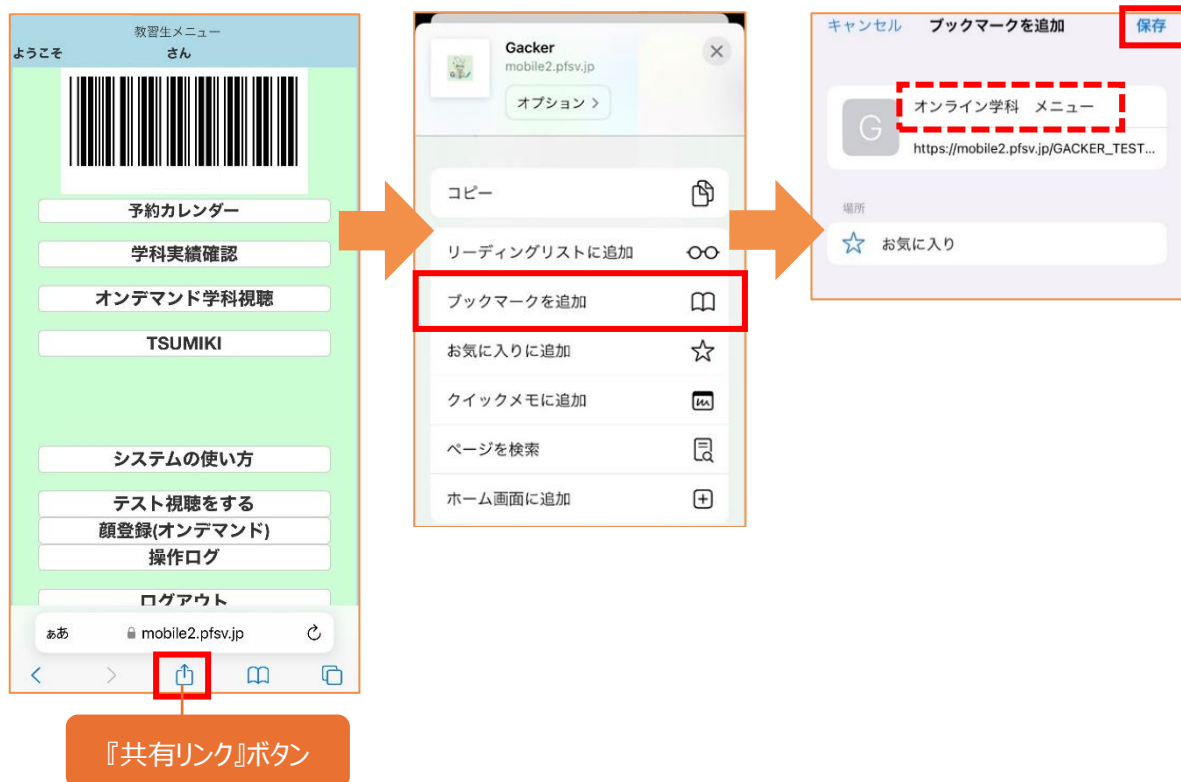 教習生メニュー
ようこそ さん
予約カレンダー
学科実績確認
オンデマンド学科視聴
TSUMIKI
システムの使い方
テスト視聴をする
顔登録(オンデマンド)
操作ログ
ログアウト
ぁあ mobile2.pfsv.jp
『共有リンク』ボタン
Gacker
mobile2.pfsv.jp
オプション >
コピー
リーディングリストに追加
ブックマークを追加
お気に入りに追加
クイックメモに追加
ページを検索
ホーム画面に追加
キャンセル ブックマークを追加 保存
G
オンライン学科　メニュー
https://mobile2.pfsv.jp/GACKER_TEST...
場所
お気に入り